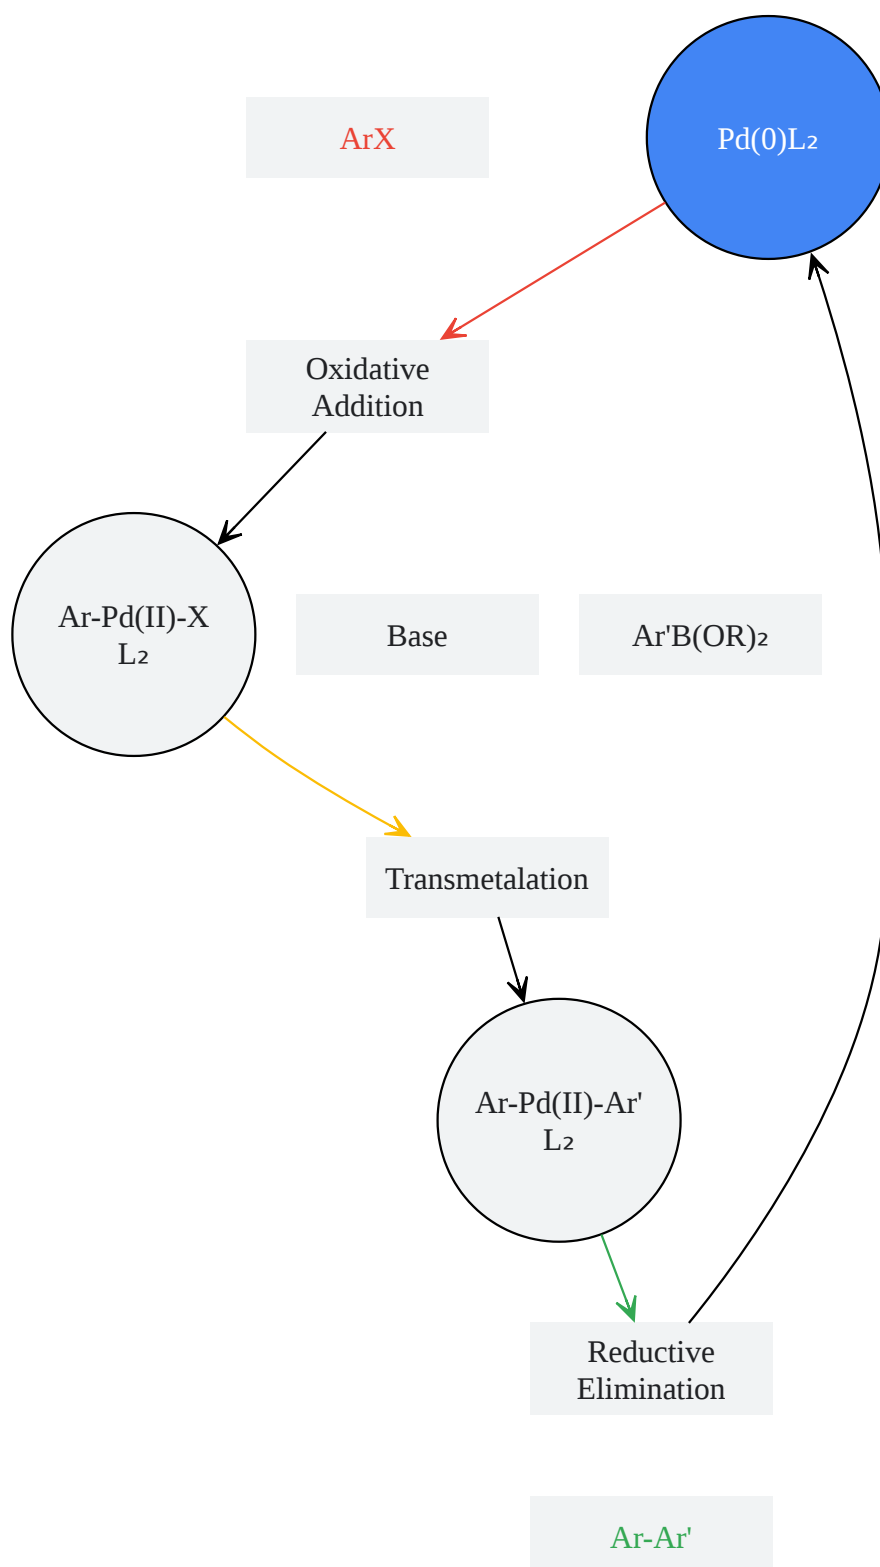 ArX
Pd(0)L₂
Oxidative
Addition
Ar-Pd(II)-X
L₂
Base
Ar'B(OR)₂
Transmetalation
Ar-Pd(II)-Ar'
L₂
Reductive
Elimination
Ar-Ar'